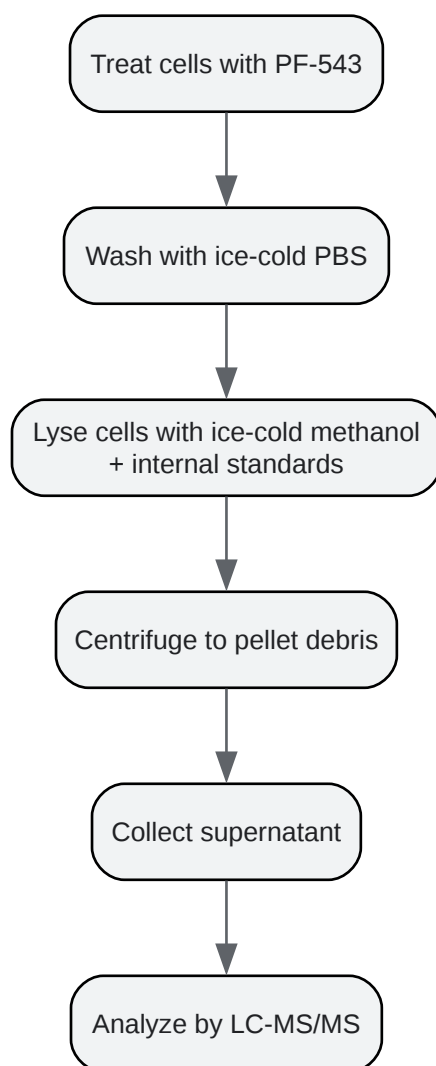 Treat cells with PF-543
Wash with ice-cold PBS
Lyse cells with ice-cold methanol
+ internal standards
Centrifuge to pellet debris
Collect supernatant
Analyze by LC-MS/MS